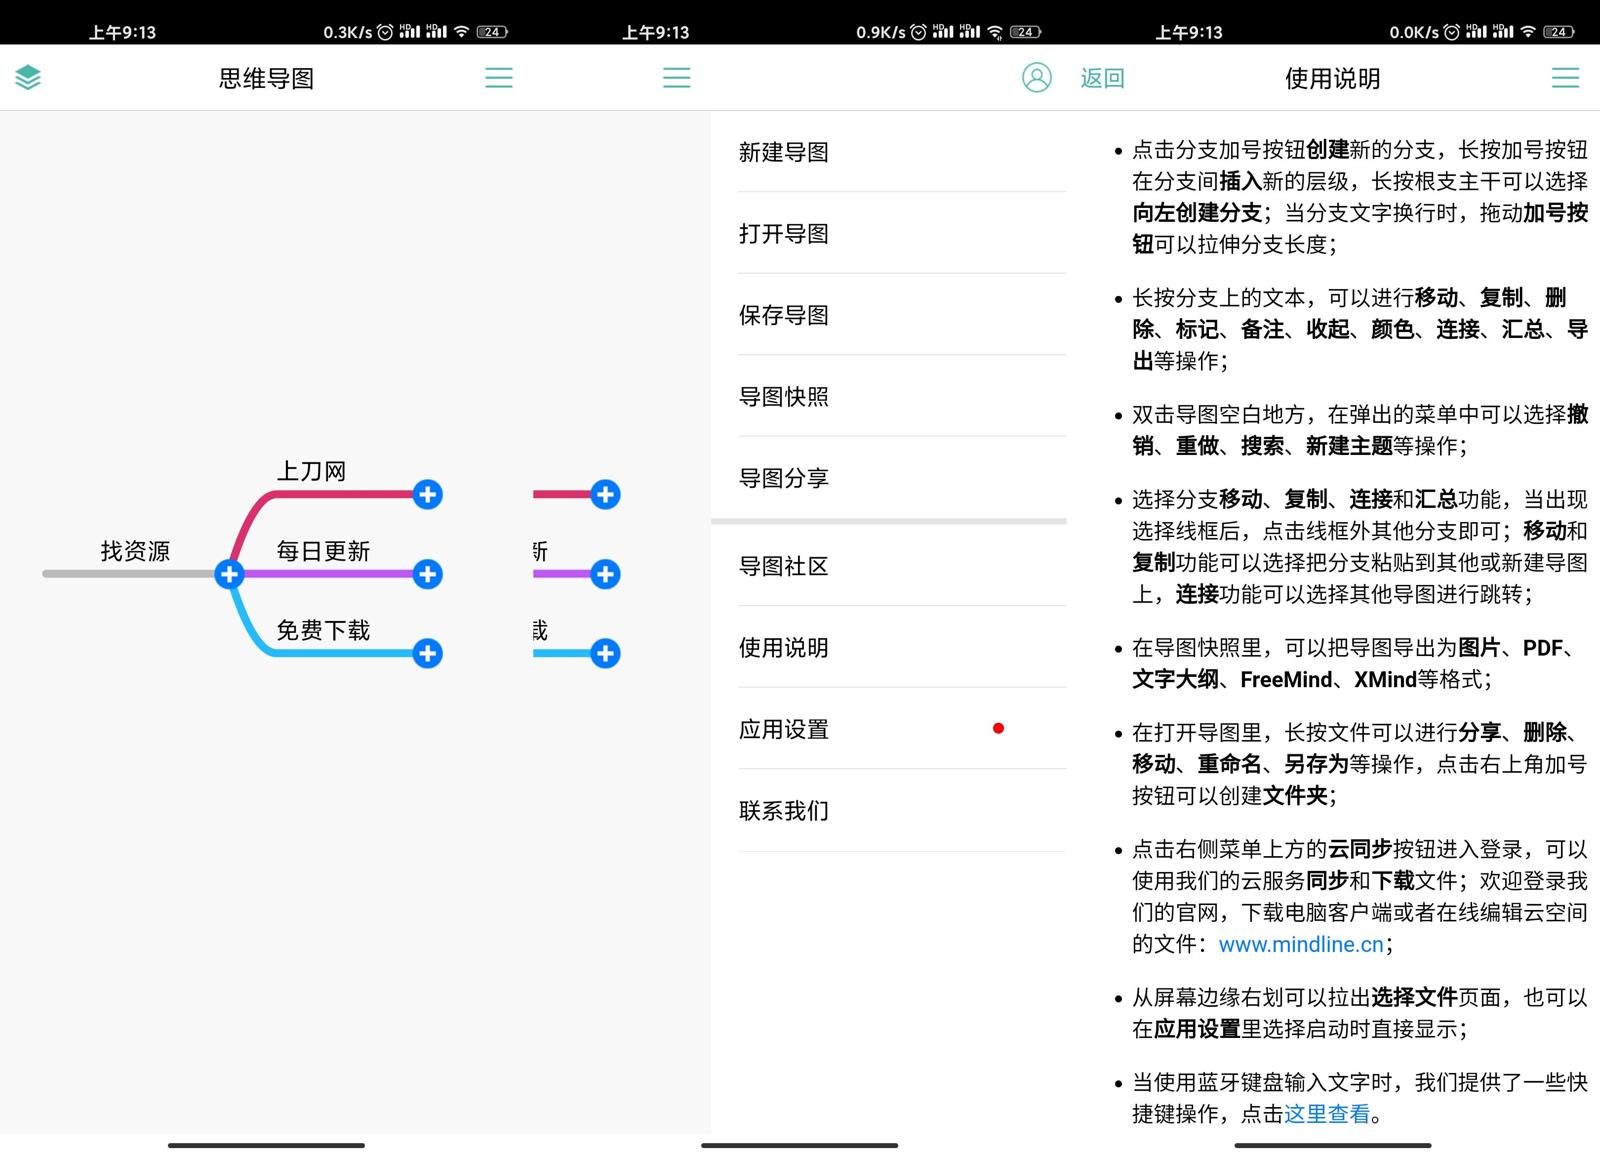 上午9:13
0.3K/s
HD
HD
24
思维导图
上刀网
找资源
每日更新
免费下载
上午9:13
0.9K/s
HD
HD
24
新
载
新建导图
打开导图
保存导图
导图快照
导图分享
导图社区
使用说明
应用设置
联系我们
上午9:13
0.0K/s
HD
HD
24
返回
使用说明
• 点击分支加号按钮创建新的分支，长按加号按钮
在分支间插入新的层级，长按根支主干可以选择
向左创建分支；当分支文字换行时，拖动加号按
钮可以拉伸分支长度；
• 长按分支上的文本，可以进行移动、复制、删
除、标记、备注、收起、颜色、连接、汇总、导
出等操作；
• 双击导图空白地方，在弹出的菜单中可以选择撤
销、重做、搜索、新建主题等操作；
• 选择分支移动、复制、连接和汇总功能，当出现
选择线框后，点击线框外其他分支即可；移动和
复制功能可以选择把分支粘贴到其他或新建导图
上，连接功能可以选择其他导图进行跳转；
• 在导图快照里，可以把导图导出为图片、PDF、
文字大纲、FreeMind、XMind等格式；
• 在打开导图里，长按文件可以进行分享、删除、
移动、重命名、另存为等操作，点击右上角加号
按钮可以创建文件夹；
• 点击右侧菜单上方的云同步按钮进入登录，可以
使用我们的云服务同步和下载文件；欢迎登录我
们的官网，下载电脑客户端或者在线编辑云空间
的文件：www.mindline.cn；
• 从屏幕边缘右划可以拉出选择文件页面，也可以
在应用设置里选择启动时直接显示；
• 当使用蓝牙键盘输入文字时，我们提供了一些快
捷键操作，点击这里查看。